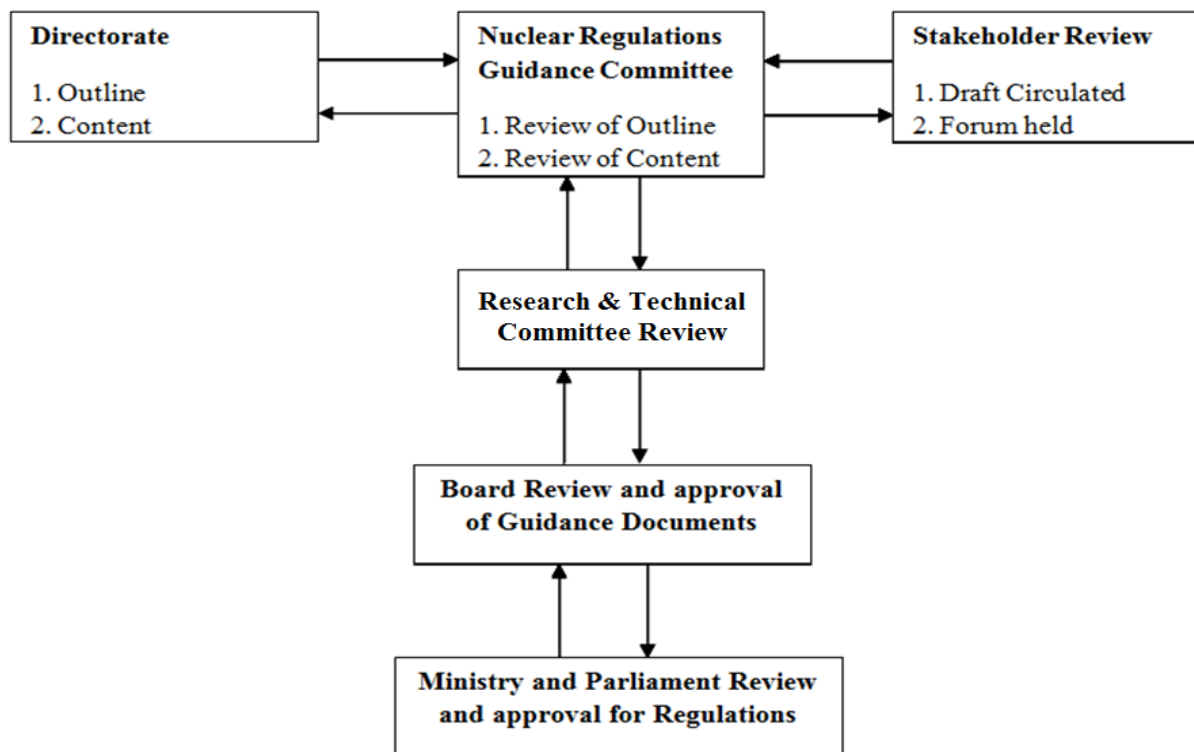 Directorate
1. Outline
2. Content
Nuclear Regulations
Guidance Committee
1. Review of Outline
2. Review of Content
Stakeholder Review
1. Draft Circulated
2. Forum held
Research & Technical
Committee Review
Board Review and approval
of Guidance Documents
Ministry and Parliament Review
and approval for Regulations